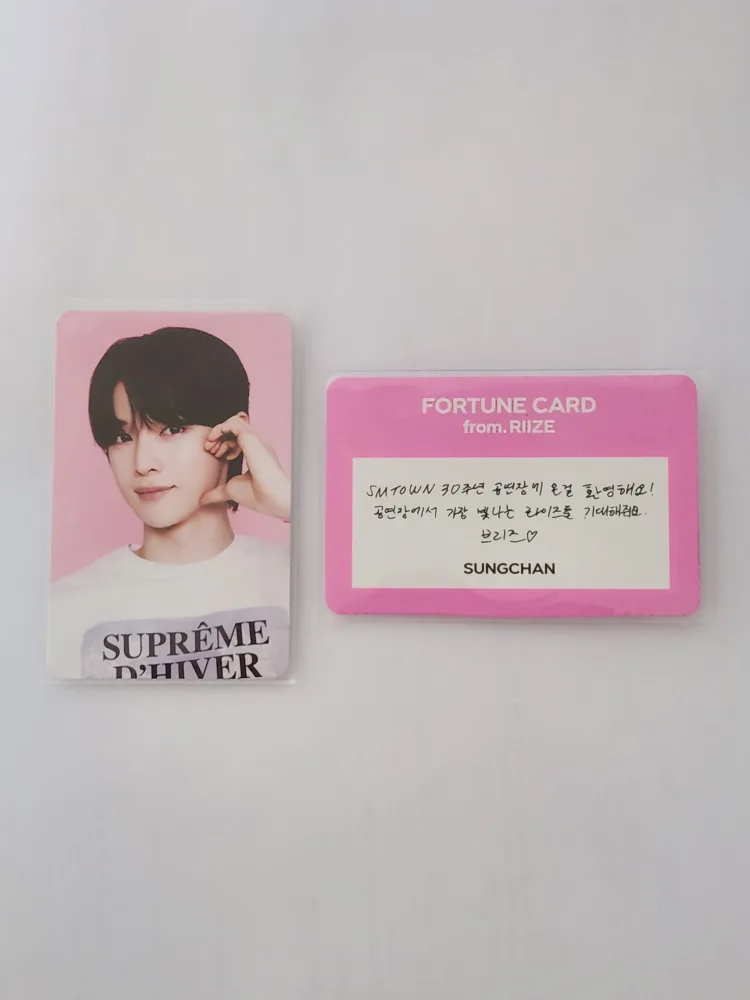 SUPRÊME
D'HIVER
FORTUNE CARD
from. RIIZE
SMTOWN 30주년 공연장에 온걸 환영해요!
공연장에서 가장 빛나는 라이즈를 기대해줘요.
브리즈♡
SUNGCHAN